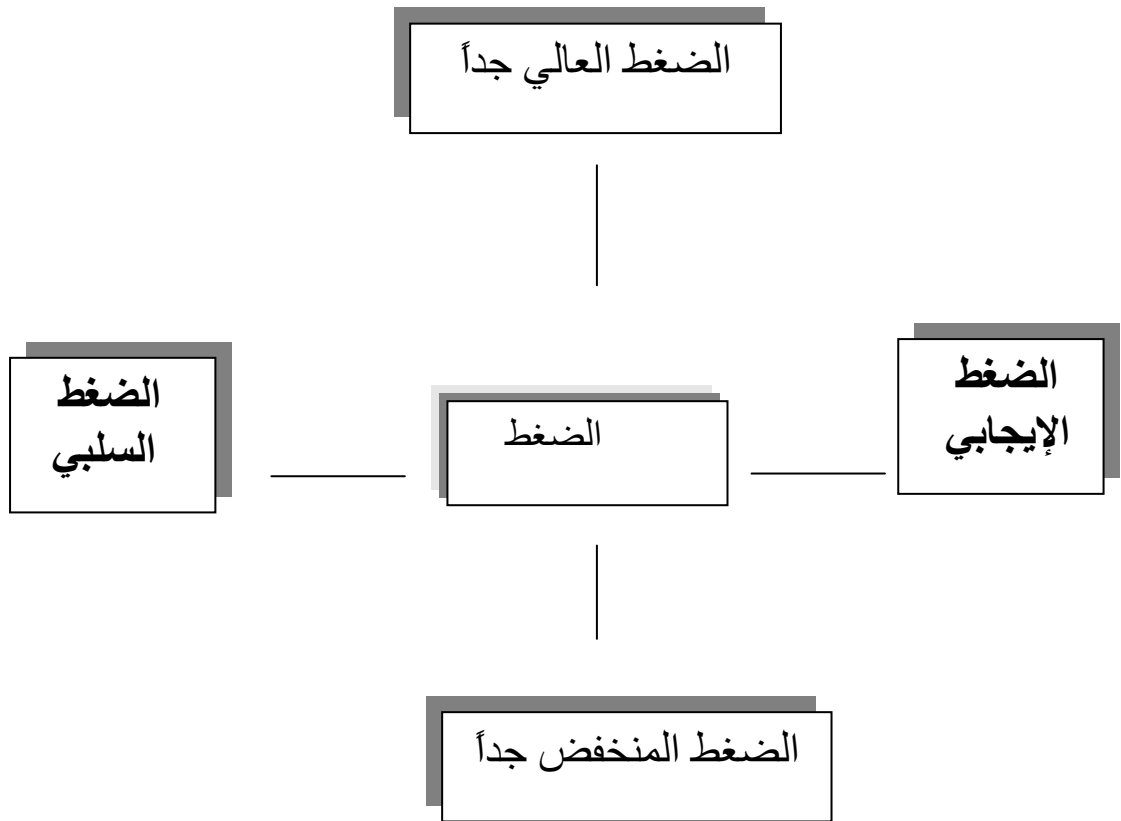 الضغط العالي جداً
الضغط
الإيجابي
الضغط
الضغط
السلبي
الضغط المنخفض جداً